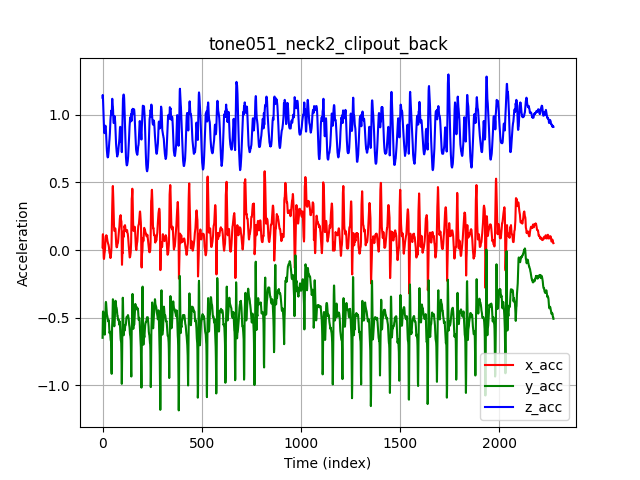 tone051_neck2_clipout_back
Acceleration
1.0
0.5
0.0
−0.5
−1.0
x_acc
y_acc
z_acc
0
500
1000
1500
2000
Time (index)